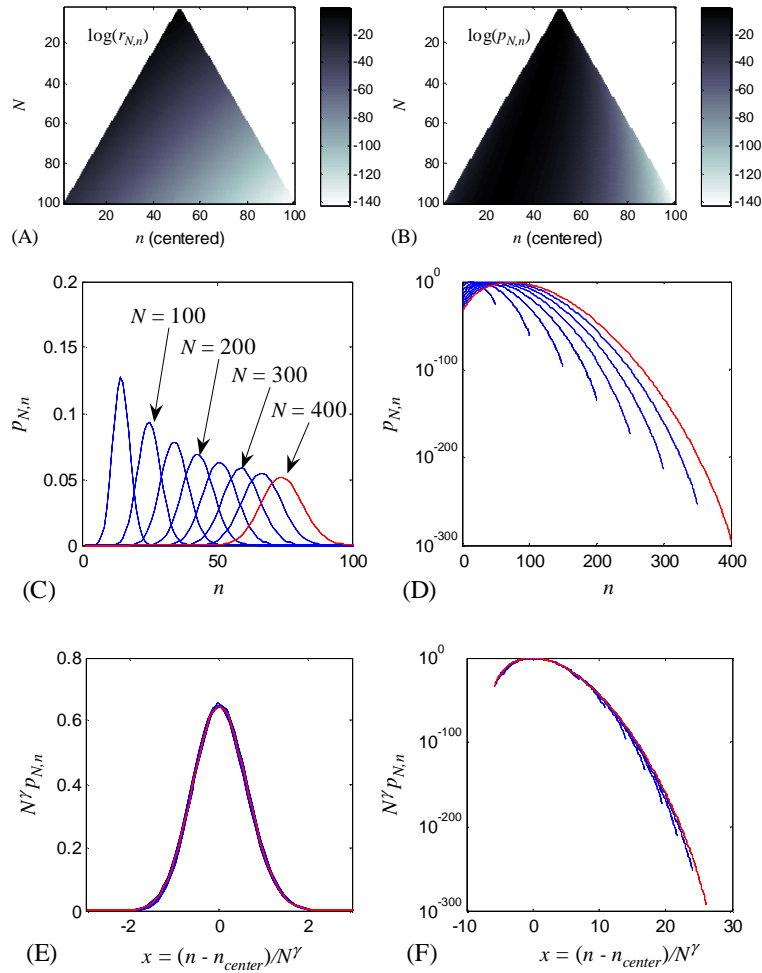 log(r_{N,n})
N
20
40
60
80
100
20 40 60 80 100
n (centered)
-20
-40
-60
-80
-100
-120
-140
(A)
log(p_{N,n})
20
40
60
80
100
20 40 60 80 100
n (centered)
-20
-40
-60
-80
-100
-120
-140
(B)
p_{N,n}
0.2
0.15
0.1
0.05
0
N = 100
N = 200
N = 300
N = 400
0 50 100
n
(C)
p_{N,n}
10^0
10^{-100}
10^{-200}
10^{-300}
0 100 200 300 400
n
(D)
N^γ p_{N,n}
0.8
0.6
0.4
0.2
0
-2 0 2
x = (n - n_{center})/N^γ
(E)
N^γ p_{N,n}
10^0
10^{-100}
10^{-200}
10^{-300}
-10 0 10 20 30
x = (n - n_{center})/N^γ
(F)